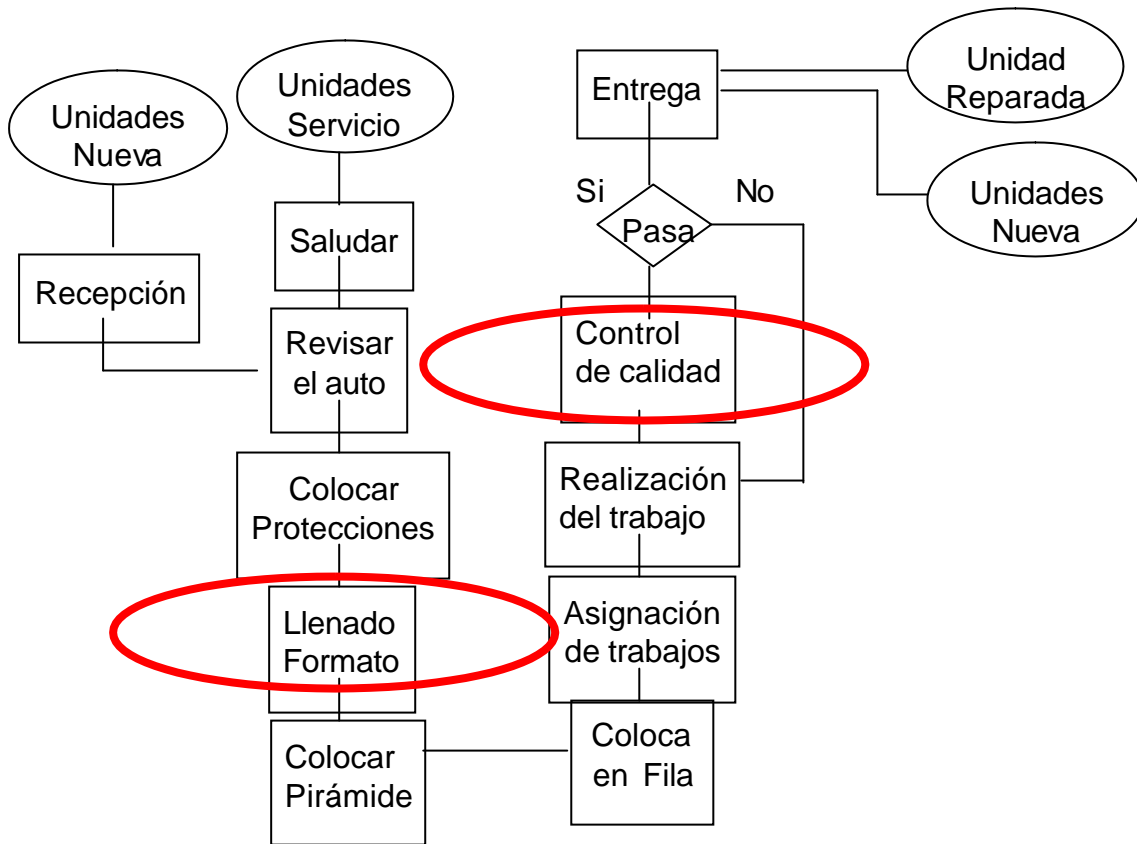 Unidades
Nueva
Unidades
Servicio
Recepción
Saludar
Revisar
el auto
Colocar
Protecciones
Llenado
Formato
Colocar
Pirámide
Entrega
Unidad
Reparada
Unidades
Nueva
Si
No
Pasa
Control
de calidad
Realización
del trabajo
Asignación
de trabajos
Coloca
en Fila